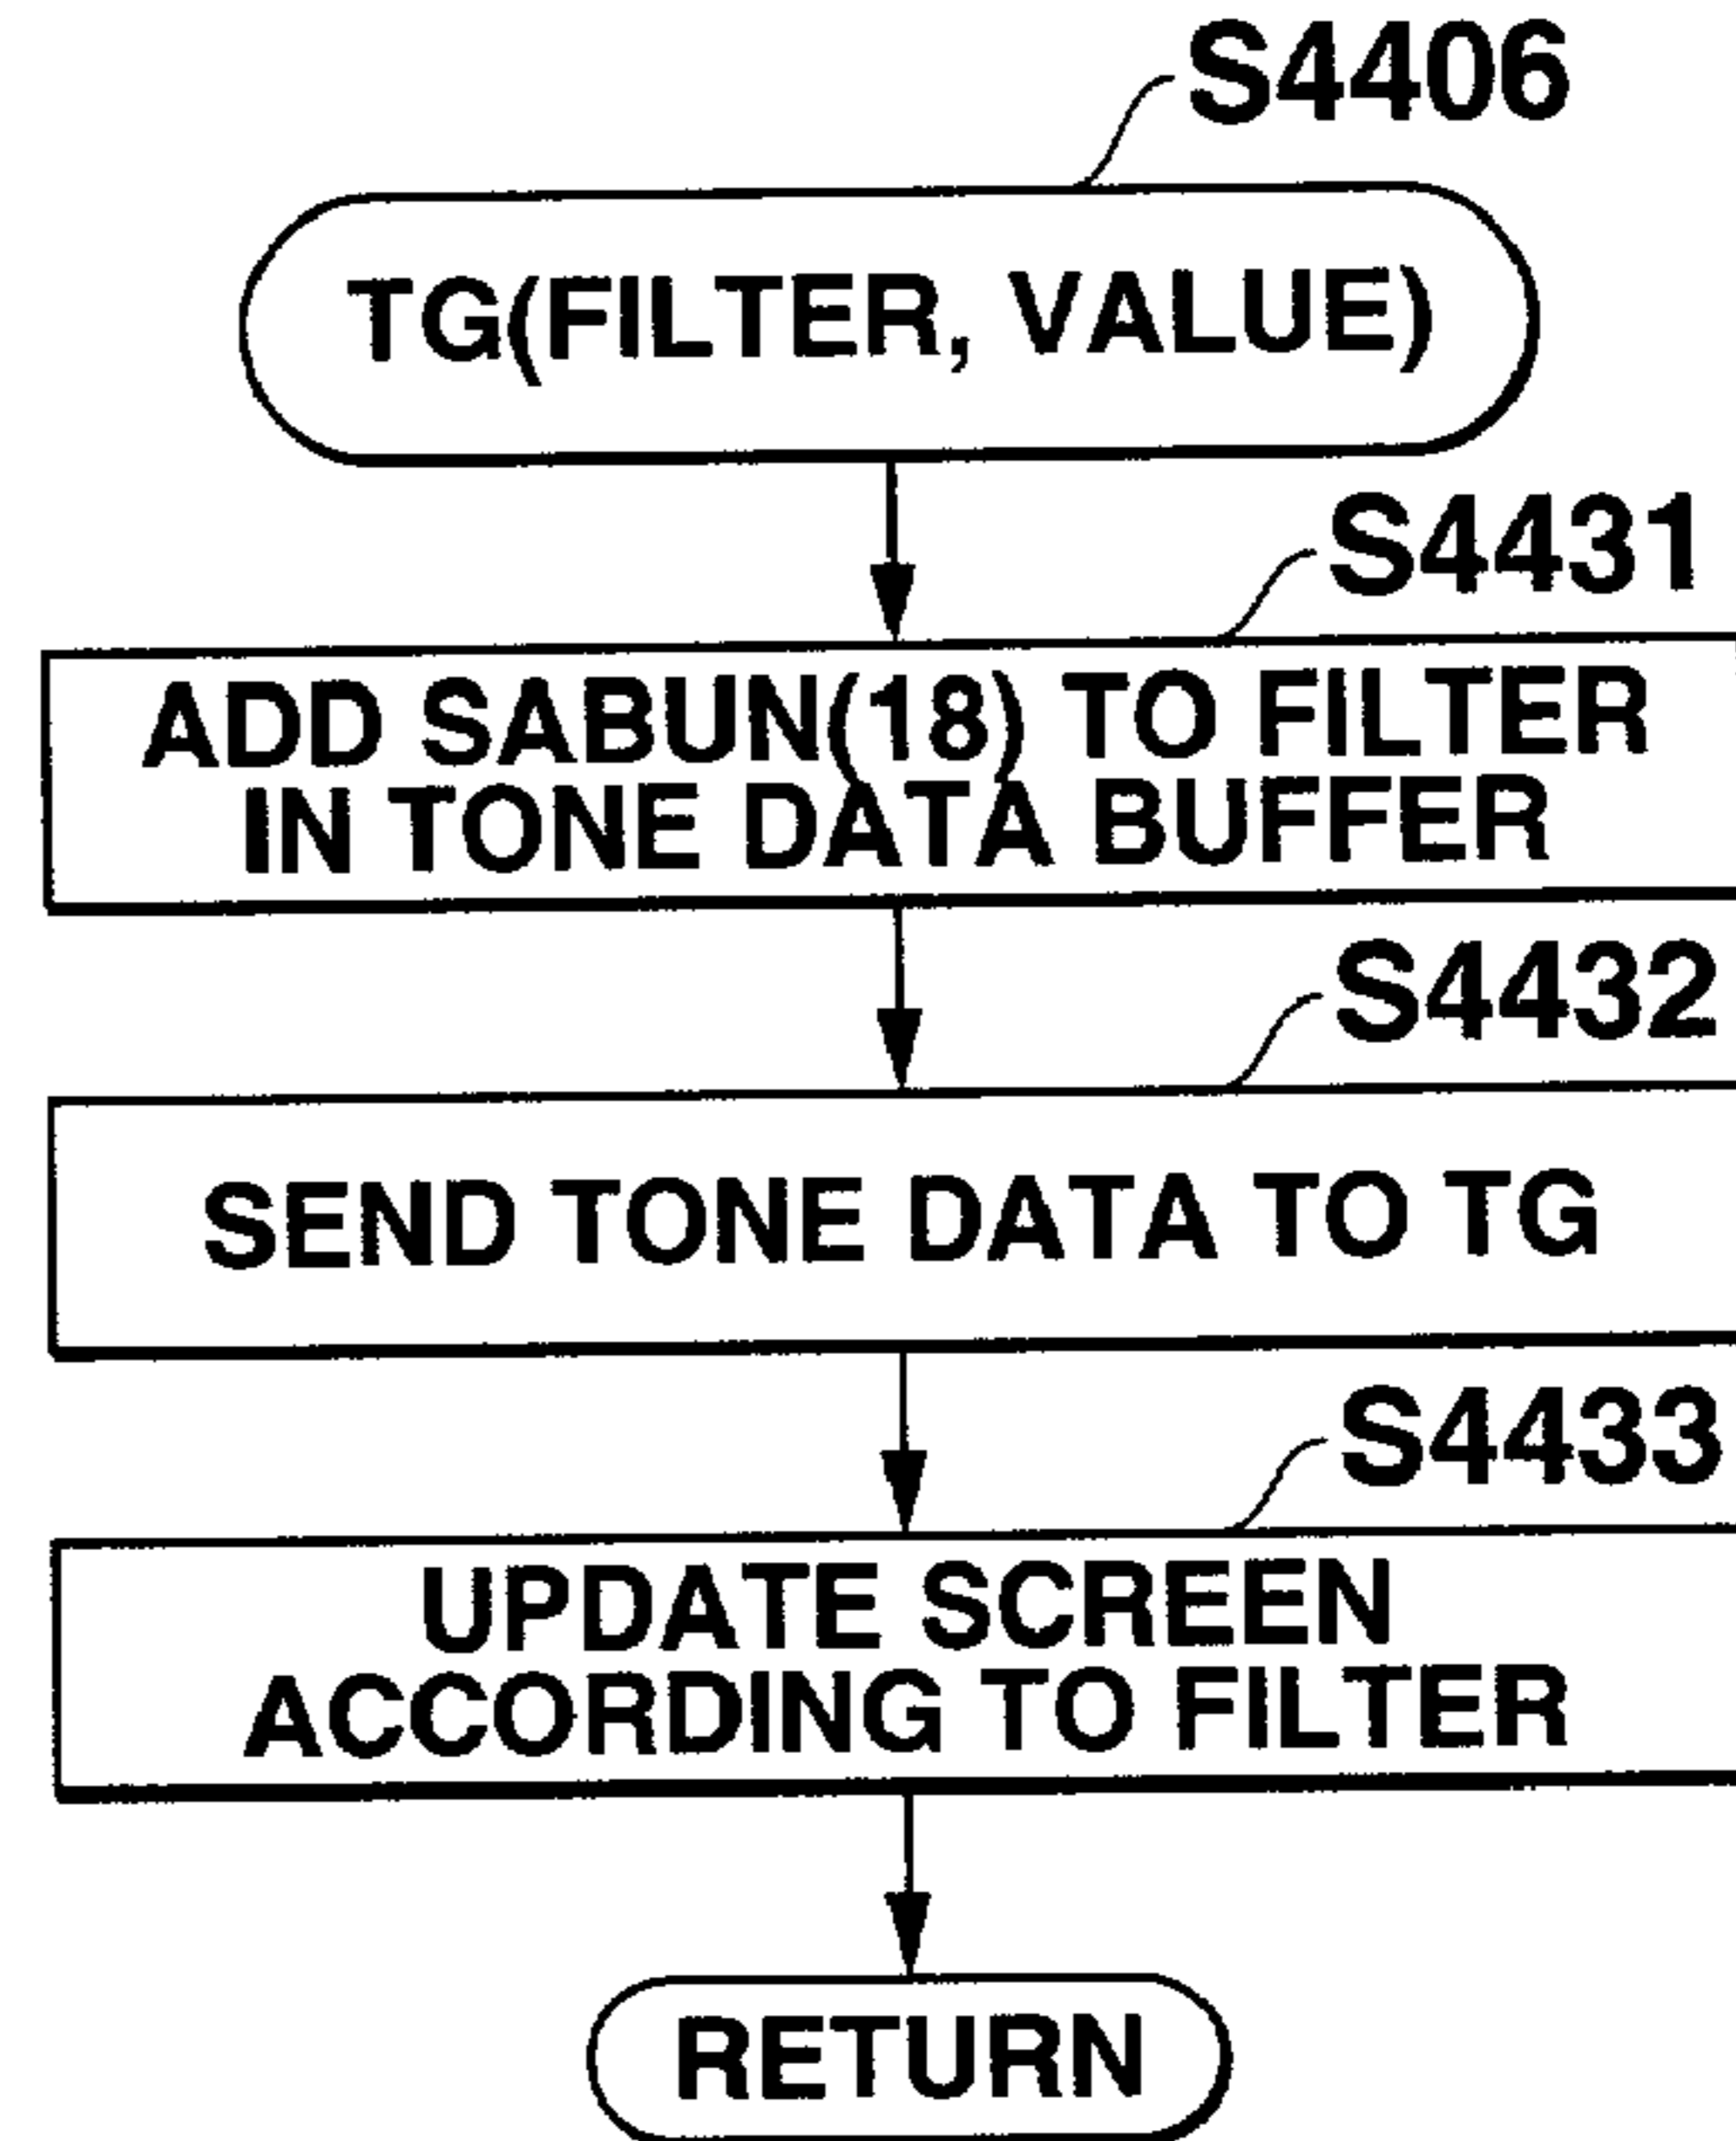 S4406
TG(FILTER, VALUE)
S4431
ADD SABUN(18) TO FILTER
IN TONE DATA BUFFER
S4432
SEND TONE DATA TO TG
S4433
UPDATE SCREEN
ACCORDING TO FILTER
RETURN